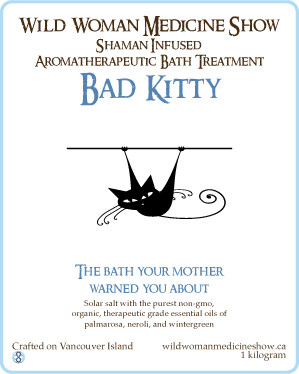 Wild Woman Medicine Show
Shaman Infused
Aromatherapeutic Bath Treatment
Bad Kitty
The bath your mother
warned you about
Solar salt with the purest non-gmo,
organic, therapeutic grade essential oils of
palmarosa, neroli, and wintergreen
Crafted on Vancouver Island
wildwomanmedicineshow.ca
1 kilogram